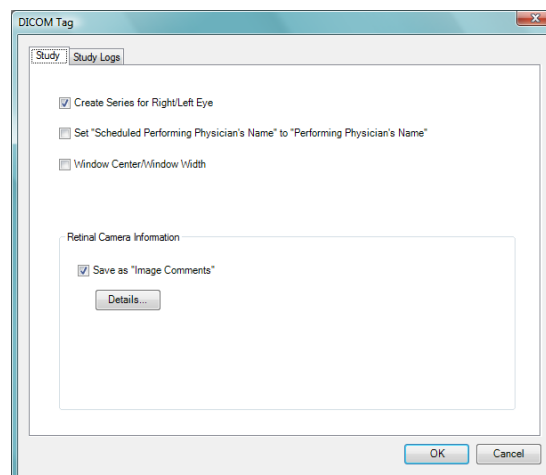 DICOM Tag
Study
Study Logs
Create Series for Right/Left Eye
Set "Scheduled Performing Physician's Name" to "Performing Physician's Name"
Window Center/Window Width
Retinal Camera Information
Save as "Image Comments"
Details...
OK
Cancel